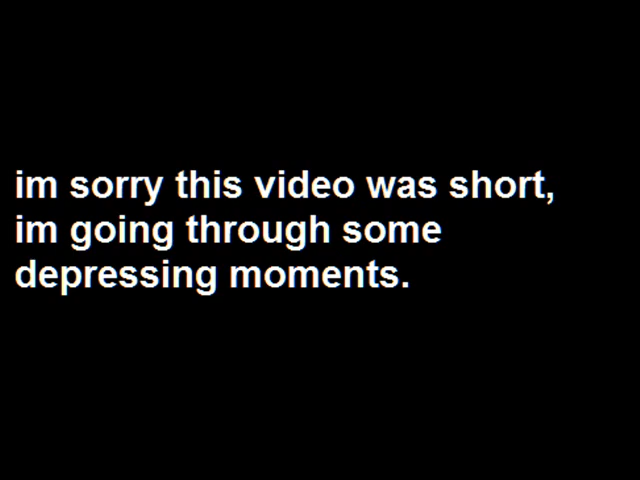 im sorry this video was short,
im going through some
depressing moments.